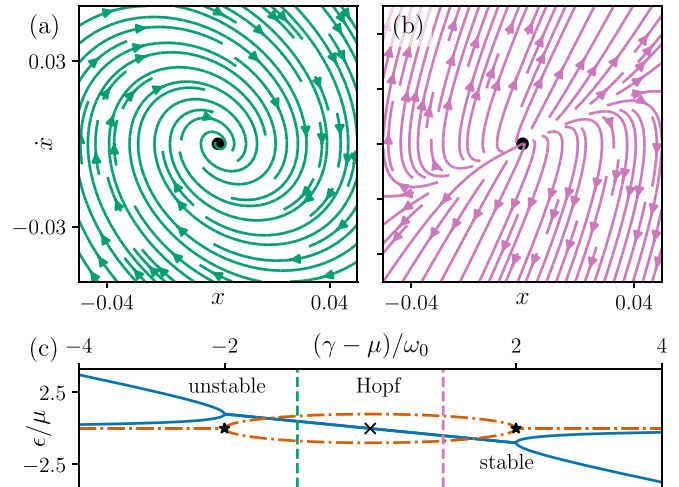 (a) (b)
0.03
ẋ
−0.03
−0.04 x 0.04 −0.04 x 0.04
(c) −4 −2 (γ − μ)/ω₀ 2 4
unstable Hopf
2.5
ϵ/μ
−2.5
stable